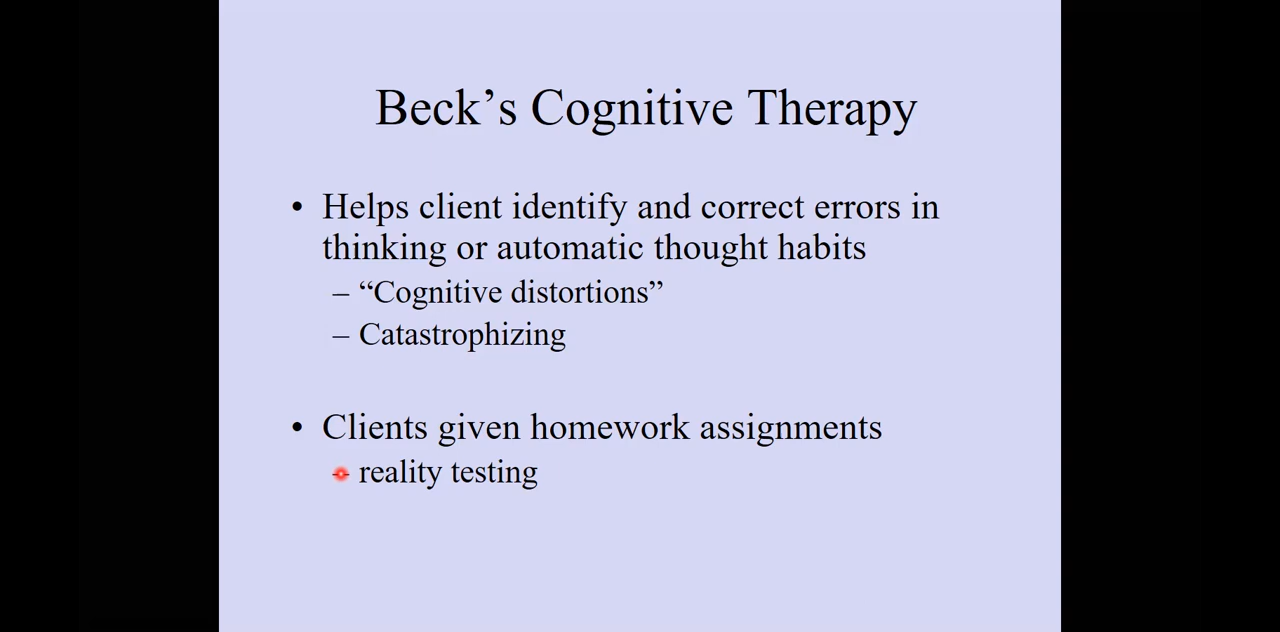 Beck’s Cognitive Therapy
• Helps client identify and correct errors in
thinking or automatic thought habits
– “Cognitive distortions”
– Catastrophizing
• Clients given homework assignments
– reality testing